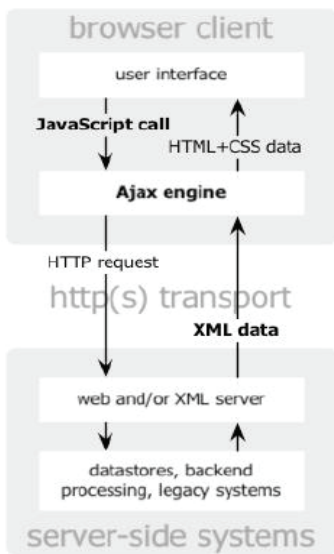 browser client
user interface
JavaScript call
HTML+CSS data
Ajax engine
HTTP request
http(s) transport
XML data
web and/or XML server
datastores, backend
processing, legacy systems
server-side systems